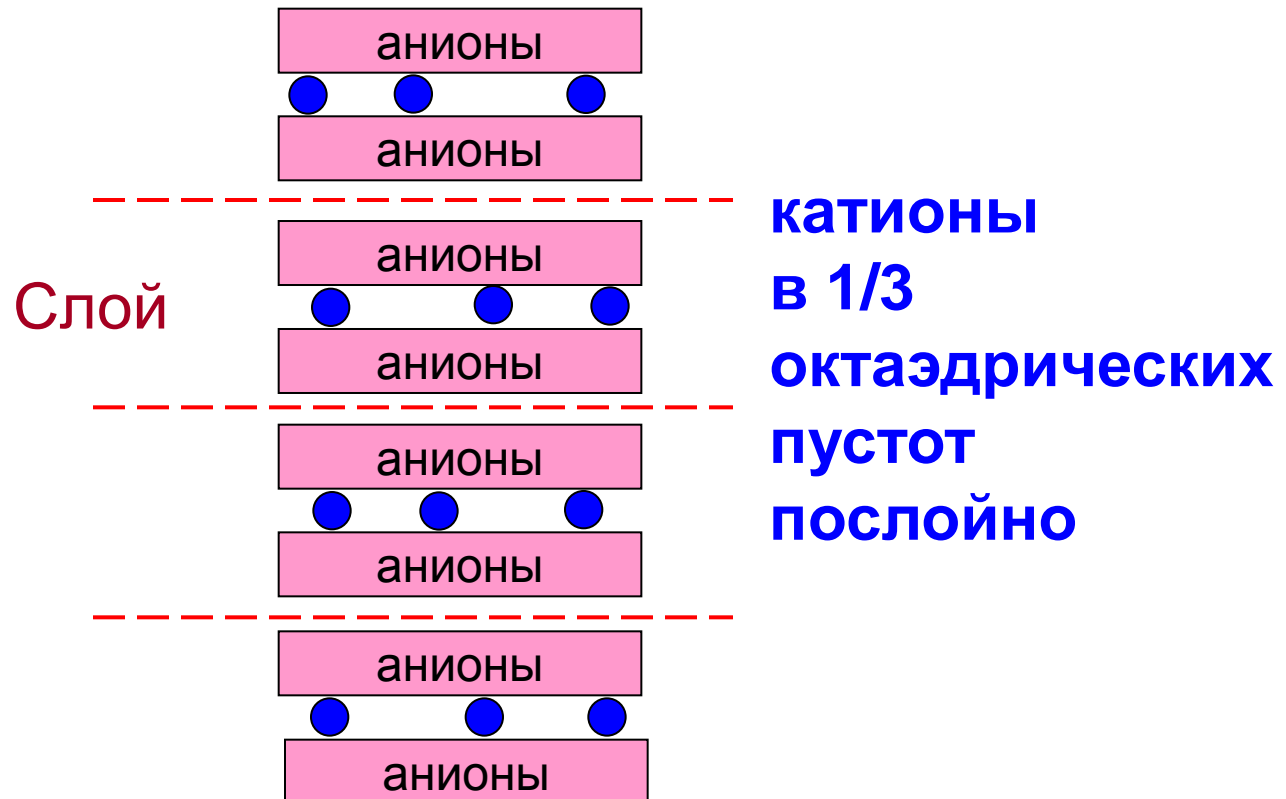 анионы
анионы
анионы
Слой
анионы
анионы
анионы
анионы
анионы
катионы
в 1/3
октаэдрических
пустот
послойно